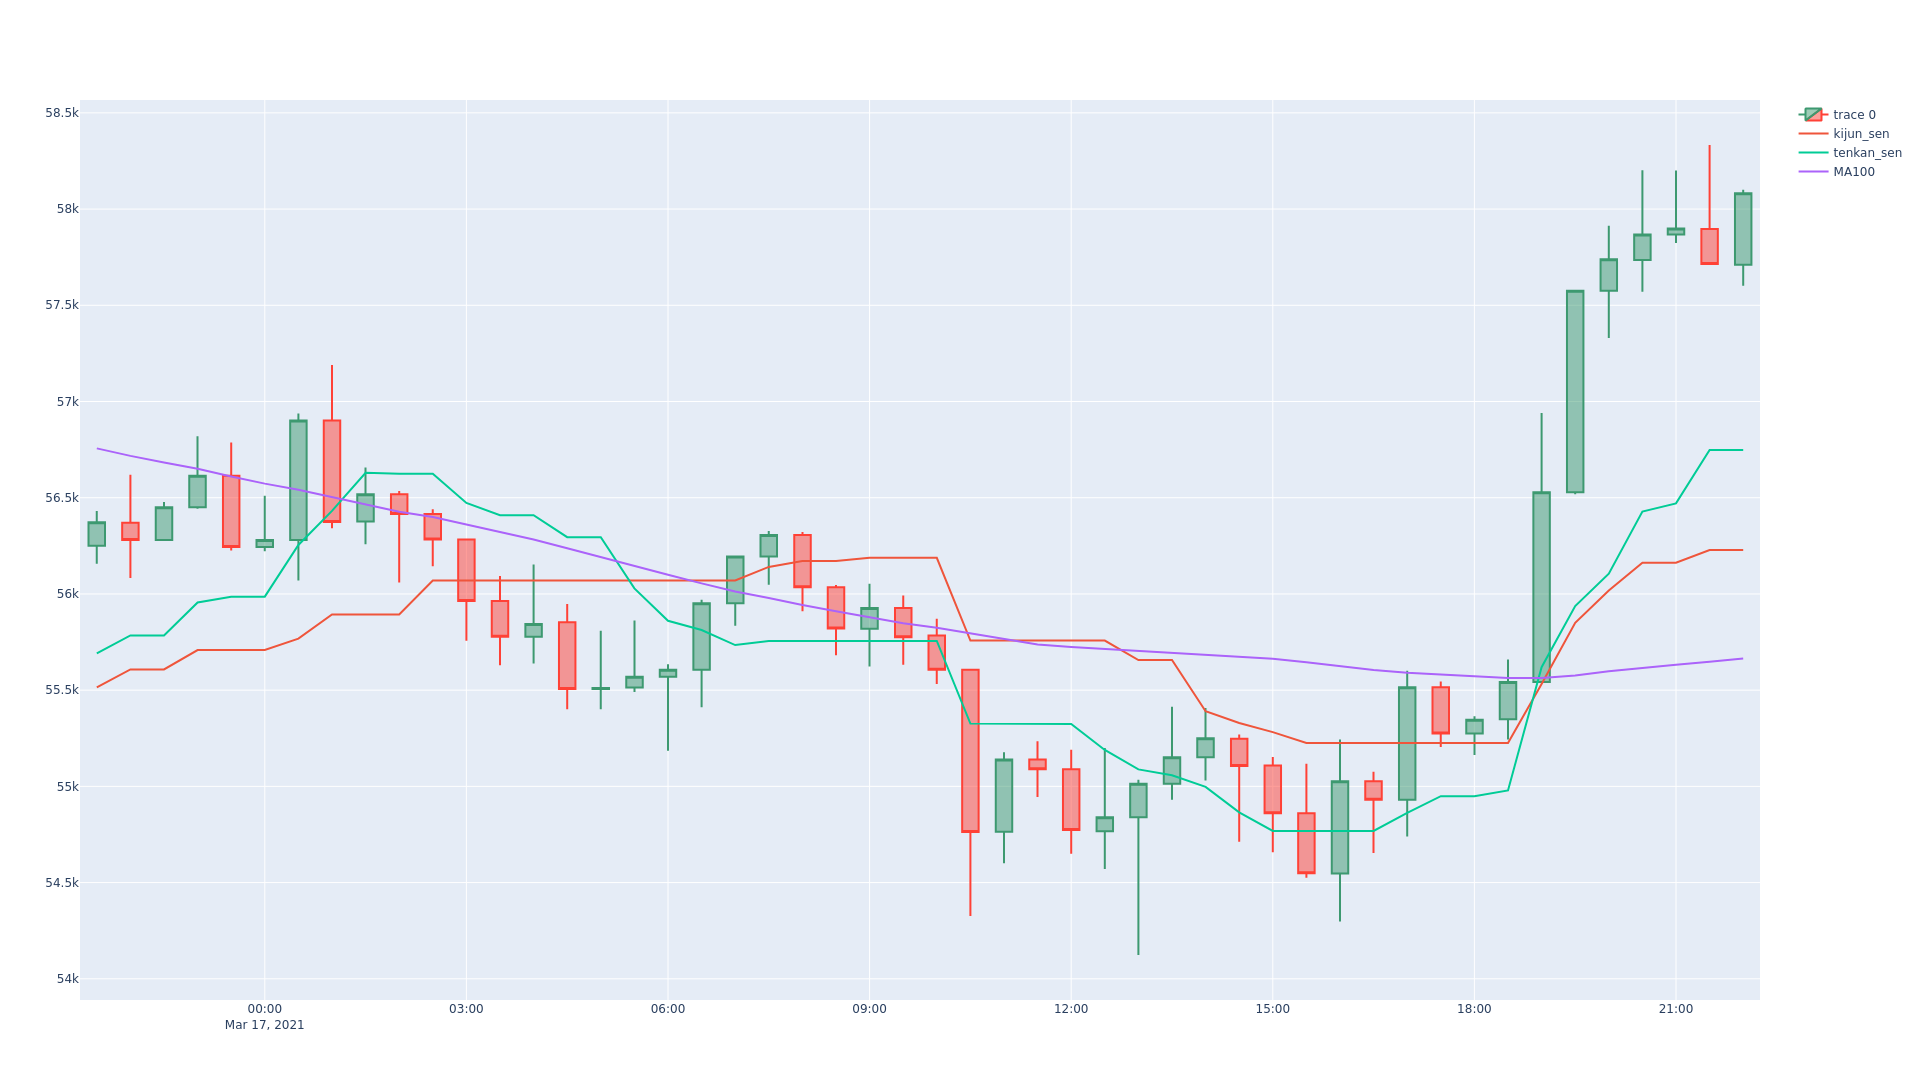 58.5k
58k
57.5k
57k
56.5k
56k
55.5k
55k
54.5k
54k
00:00
Mar 17, 2021
03:00
06:00
09:00
12:00
15:00
18:00
21:00
trace 0
kijun_sen
tenkan_sen
MA100